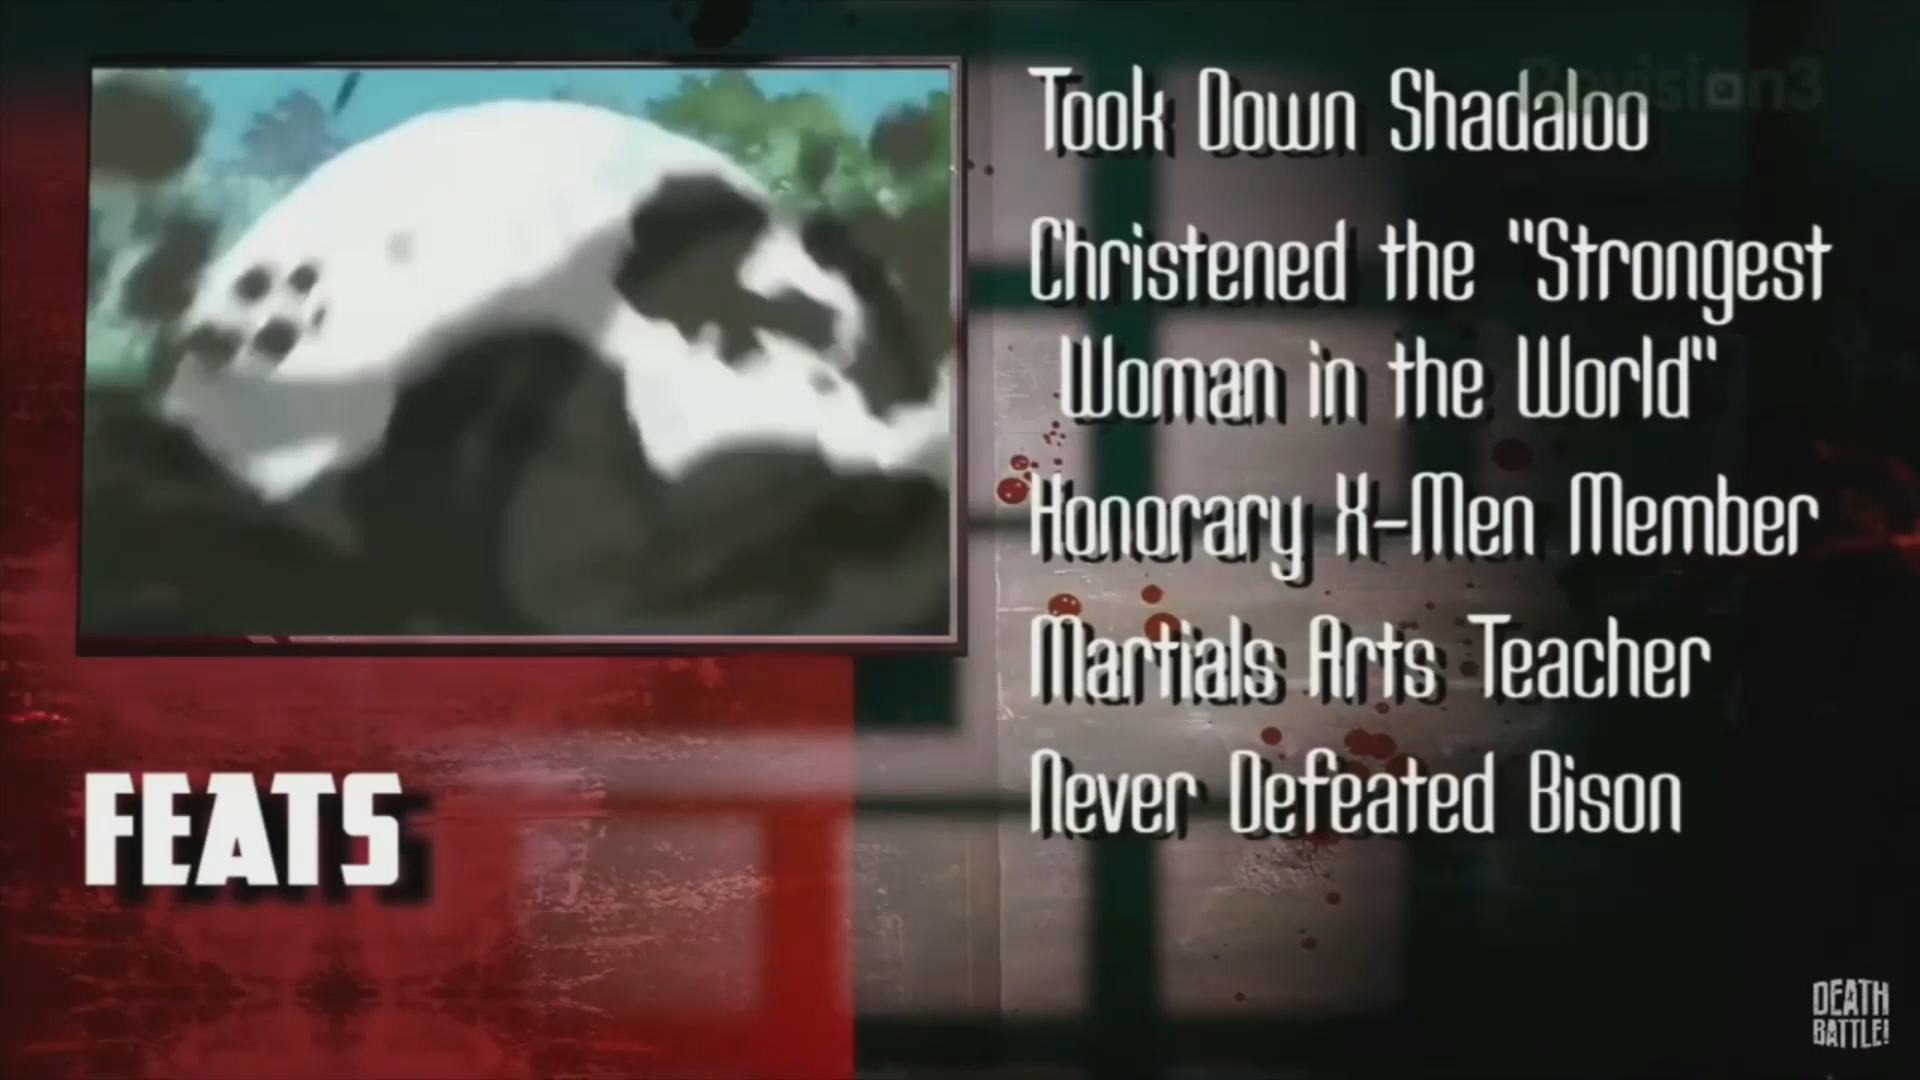 Revision3
Took Down Shadaloo
Christened the "Strongest
Woman in the World"
Honorary X-Men Member
Martials Arts Teacher
Never Defeated Bison
FEATS
DEATH
BATTLE!